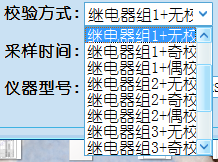 校验方式：继电器组1+无校
继电器组1+无校
继电器组1+奇校
采样时间：
继电器组1+偶校
继电器组2+无校
仪器型号：
继电器组2+奇校
继电器组2+偶校
继电器组3+无校
继电器组3+奇校